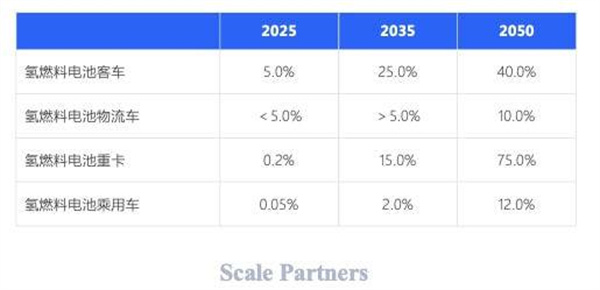 2025 2035 2050
氢燃料电池客车 5.0% 25.0% 40.0%
氢燃料电池物流车 < 5.0% > 5.0% 10.0%
氢燃料电池重卡 0.2% 15.0% 75.0%
氢燃料电池乘用车 0.05% 2.0% 12.0%
Scale Partners